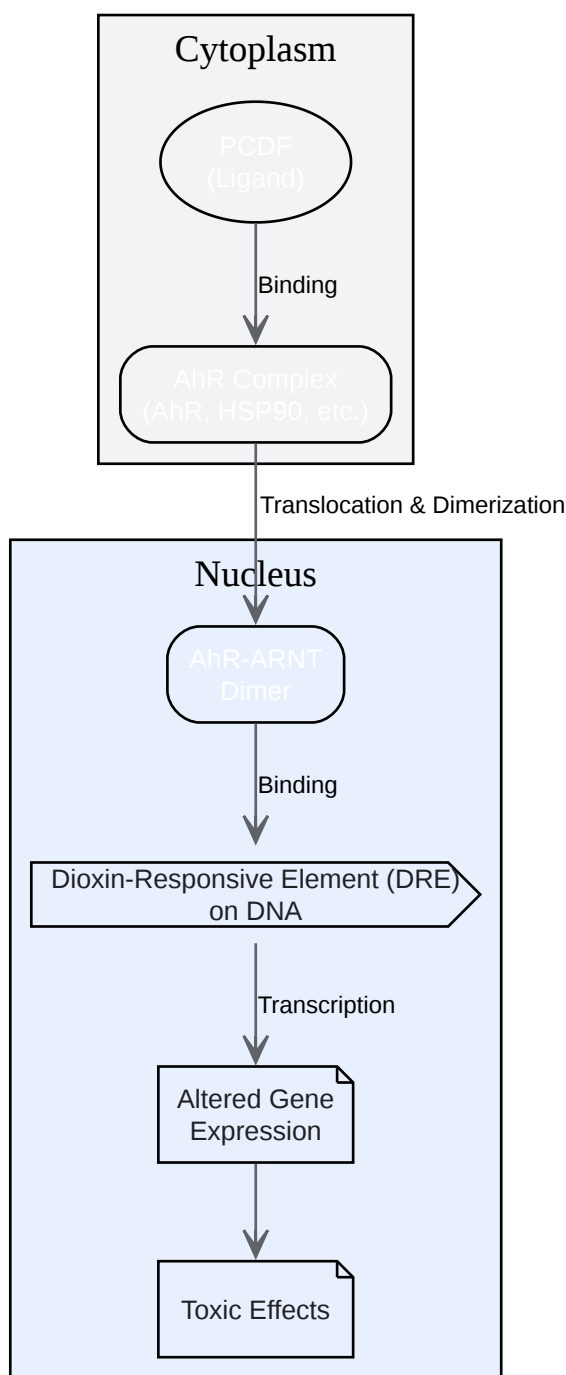 Cytoplasm
PCDF
(Ligand)
Binding
AhR Complex
(AhR, HSP90, etc.)
Translocation & Dimerization
Nucleus
AhR-ARNT
Dimer
Binding
Dioxin-Responsive Element (DRE)
on DNA
Transcription
Altered Gene
Expression
Toxic Effects